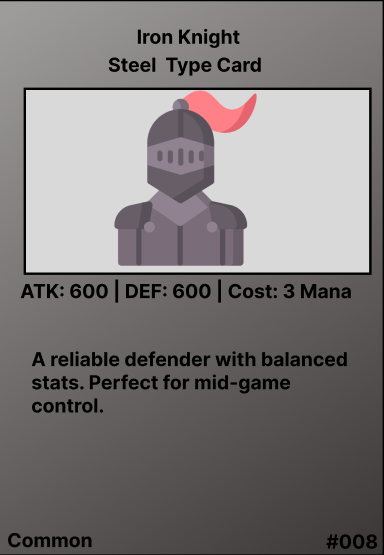 Iron Knight
Steel  Type Card
ATK: 600 | DEF: 600 | Cost: 3 Mana
A reliable defender with balanced
stats. Perfect for mid-game
control.
Common
#008